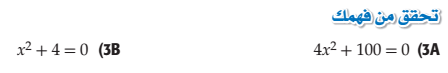 تحقق من فهمك
4x² + 100 = 0 (3A
x² + 4 = 0 (3B